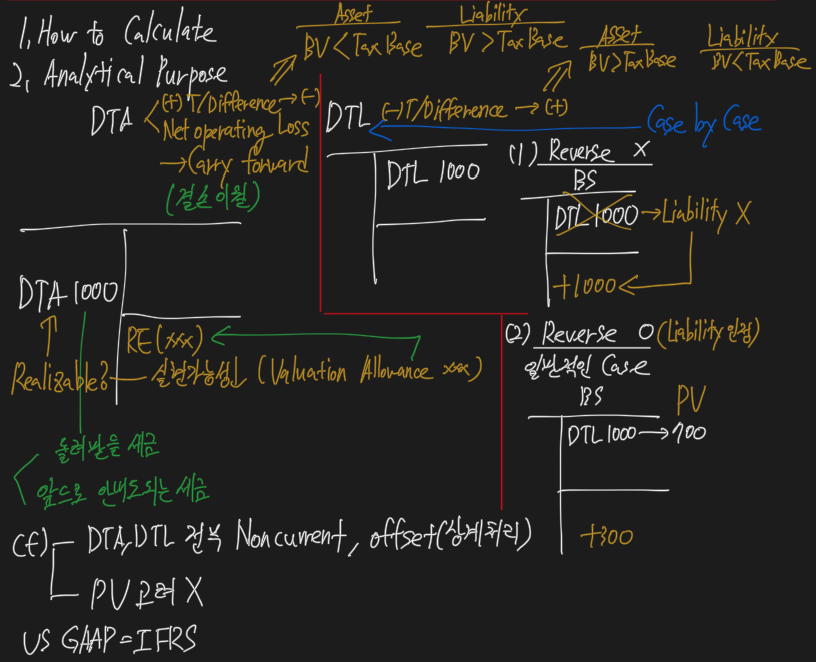 1. How to Calculate
2. Analytical Purpose
Asset
BV < Tax Base
Liability
BV > Tax Base
Asset
BV > Tax Base
Liability
BV < Tax Base
DTA
(+) T/Difference → (-)
Net operating Loss
→ Carry forward
(결손이월)
DTL
(-) T/Difference → (+)
Case by Case
DTL 1000
(1) Reverse X
BS
DTL 1000 → Liability X
+1000
DTA 1000
RE (xxx)
Realizable? — 실현가능성↓ (Valuation Allowance xxx)
돌려받을 세금
앞으로 안내도되는 세금
(2) Reverse O (Liability 인정)
일반적인 Case
BS
PV
DTL 1000 → 700
+300
cf) DTA, DTL 전부 Noncurrent, offset(상계처리)
PV 고려 X
US GAAP = IFRS